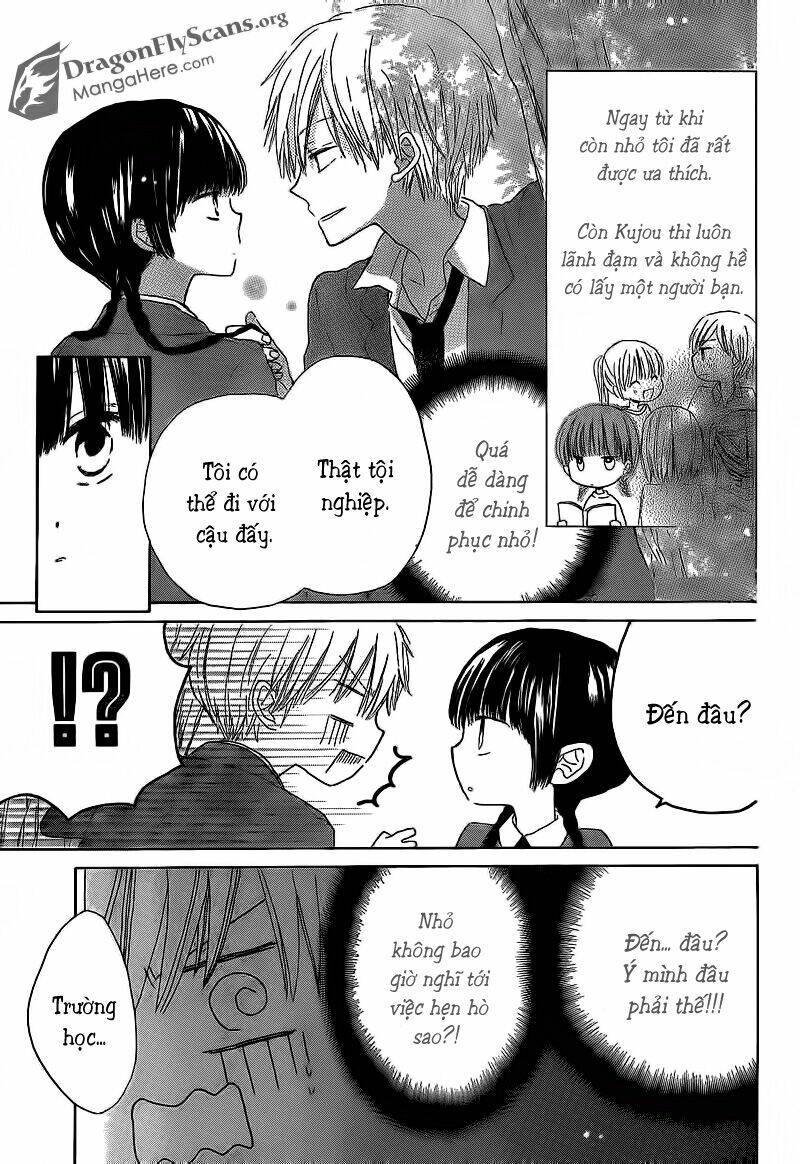 DragonFlyScans.org
MangaHere.com
Ngay từ khi
còn nhỏ tôi đã rất
được ưa thích.
Còn Kujou thì luôn
lãnh đạm và không hề
có lấy một người bạn.
Quá
dễ dàng
để chinh
phục nhỏ!
Thật tội
nghiệp.
Tôi có
thể đi với
cậu đấy.
Đến đâu?
!?
Đến... đâu?
Ý mình đâu
phải thế!!!
Nhỏ
không bao
giờ nghĩ tới
việc hẹn hò
sao?!
Trường
học...